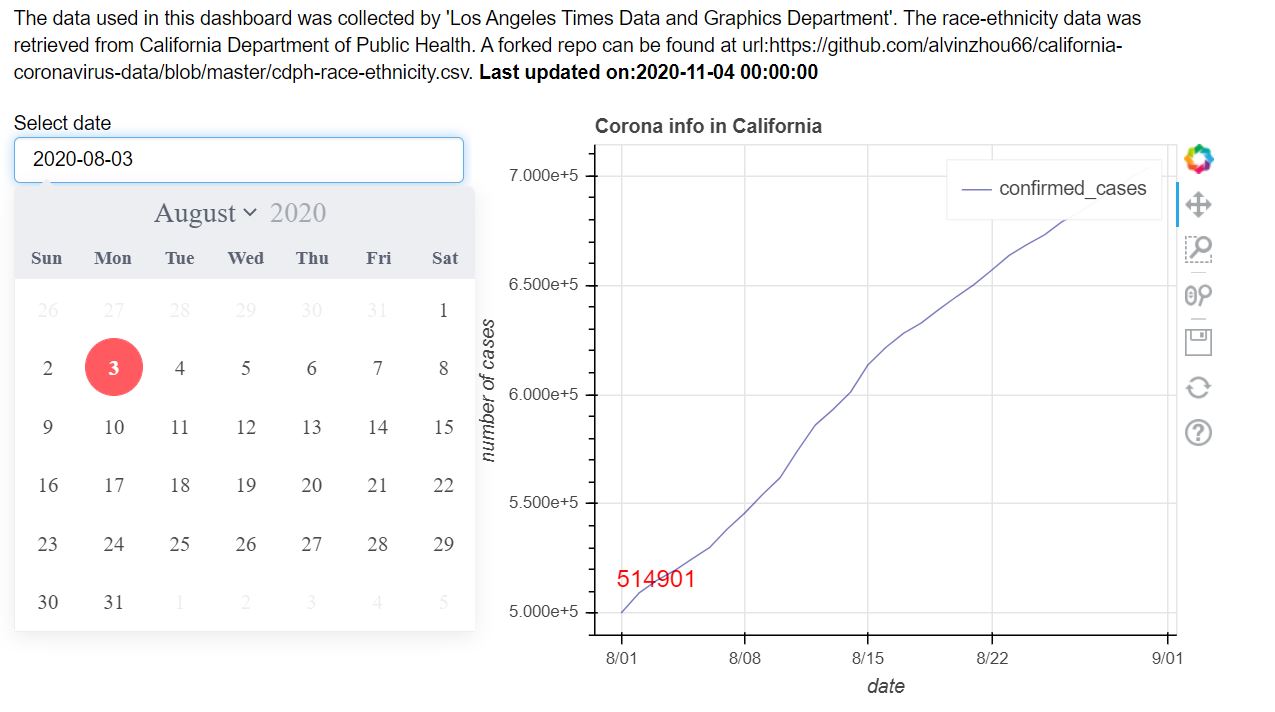 The data used in this dashboard was collected by 'Los Angeles Times Data and Graphics Department'. The race-ethnicity data was
retrieved from California Department of Public Health. A forked repo can be found at url:https://github.com/alvinzhou66/california-
coronavirus-data/blob/master/cdph-race-ethnicity.csv. Last updated on:2020-11-04 00:00:00
Select date
2020-08-03
August 2020
Sun Mon Tue Wed Thu Fri Sat
26 27 28 29 30 31 1
2 3 4 5 6 7 8
9 10 11 12 13 14 15
16 17 18 19 20 21 22
23 24 25 26 27 28 29
30 31 1 2 3 4 5
Corona info in California
confirmed_cases
number of cases
7.000e+5
6.500e+5
6.000e+5
5.500e+5
5.000e+5
514901
8/01 8/08 8/15 8/22 9/01
date